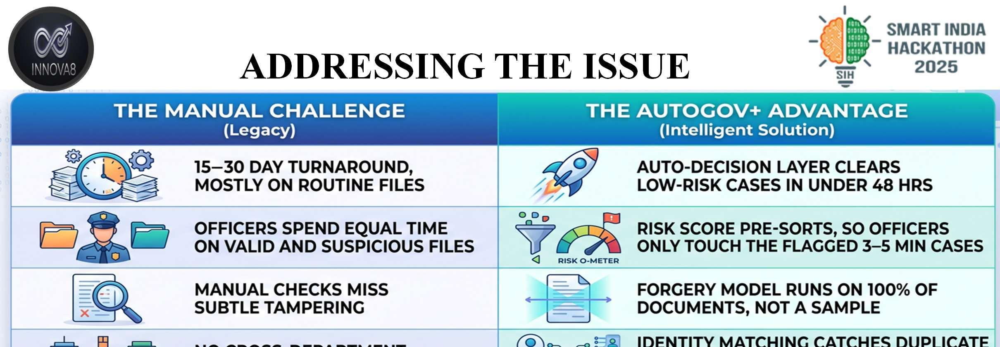 INNOVA8
ADDRESSING THE ISSUE
SIH
SMART INDIA
HACKATHON
2025
THE MANUAL CHALLENGE
(Legacy)
THE AUTOGOV+ ADVANTAGE
(Intelligent Solution)
15–30 DAY TURNAROUND,
MOSTLY ON ROUTINE FILES
AUTO-DECISION LAYER CLEARS
LOW-RISK CASES IN UNDER 48 HRS
OFFICERS SPEND EQUAL TIME
ON VALID AND SUSPICIOUS FILES
RISK O-METER
RISK SCORE PRE-SORTS, SO OFFICERS
ONLY TOUCH THE FLAGGED 3–5 MIN CASES
MANUAL CHECKS MISS
SUBTLE TAMPERING
FORGERY MODEL RUNS ON 100% OF
DOCUMENTS, NOT A SAMPLE
NO CROSS-DEPARTMENT
IDENTITY MATCHING CATCHES DUPLICATE